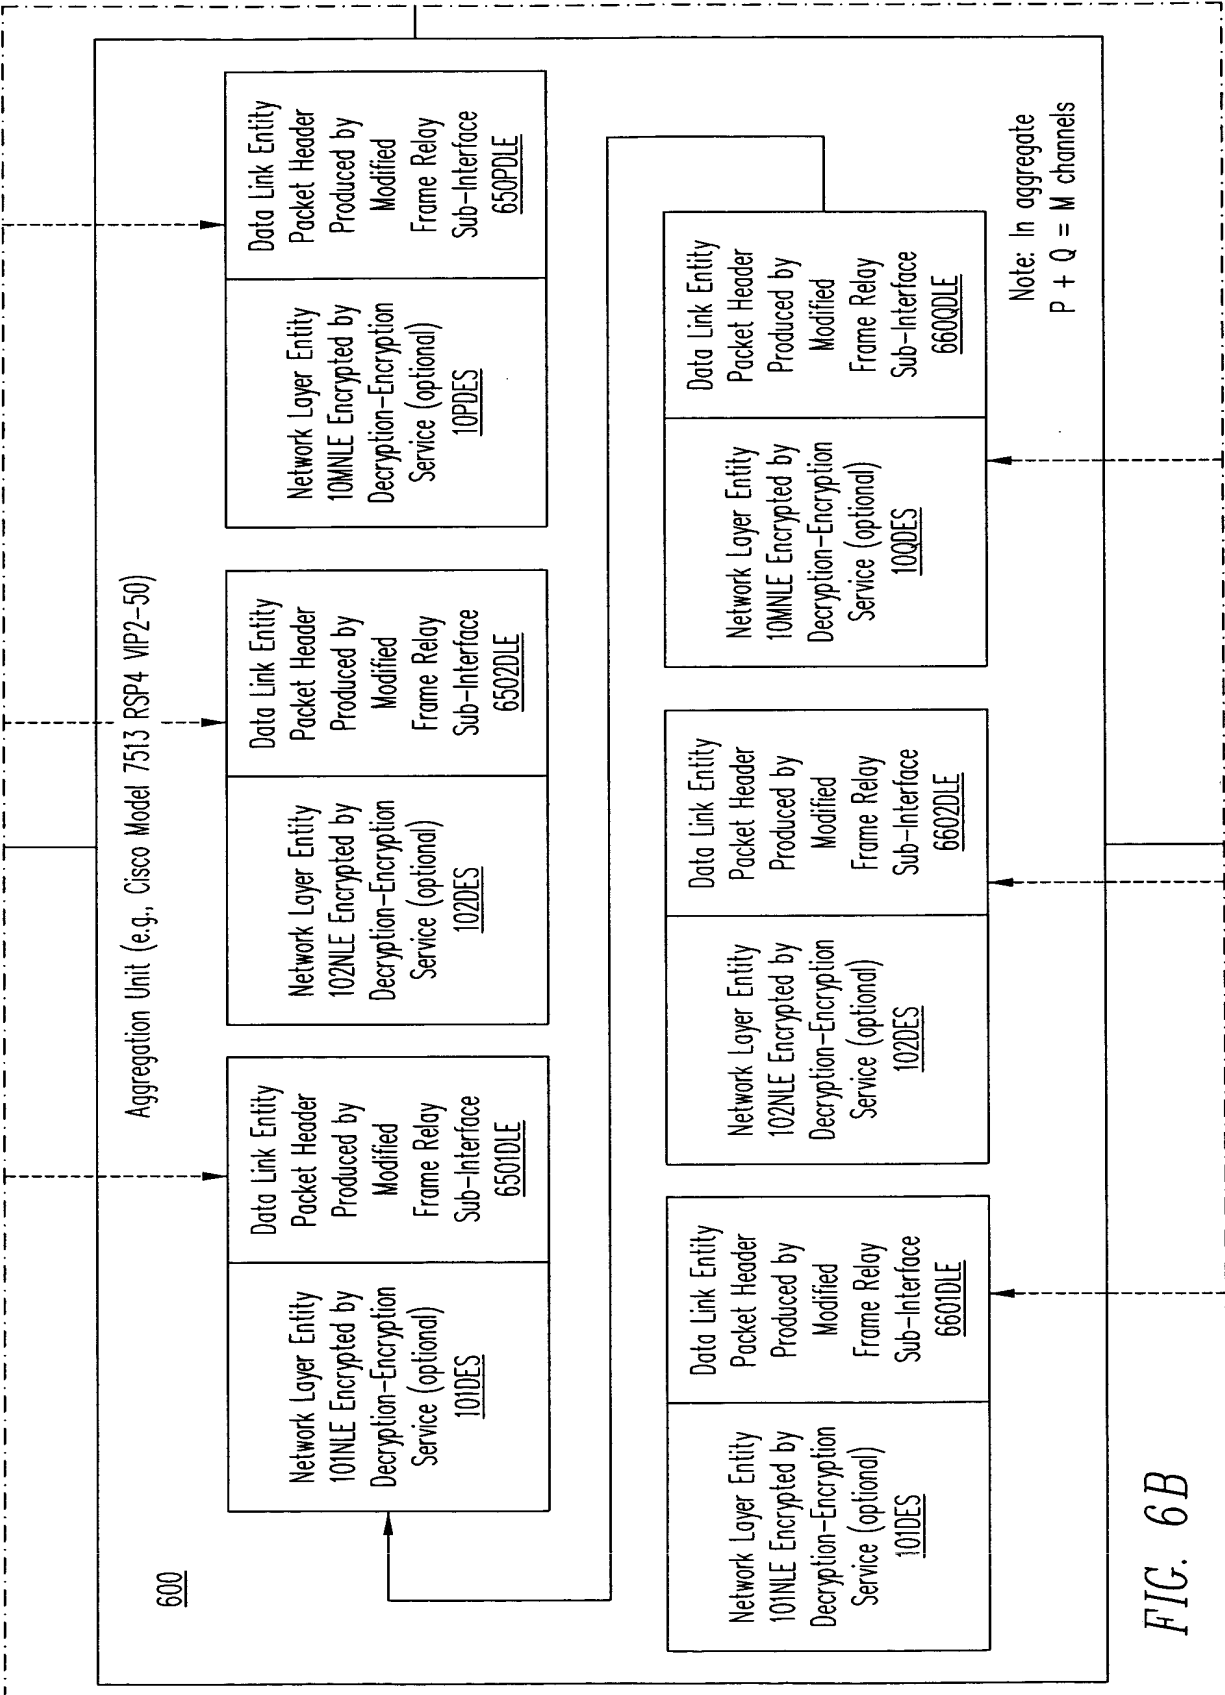 600
Aggregation Unit (e.g., Cisco Model 7513 RSP4 VIP2-50)
Network Layer Entity
101NLE Encrypted by
Decryption-Encryption
Service (optional)
101DES
Data Link Entity
Packet Header
Produced by
Modified
Frame Relay
Sub-Interface
6501DLE
Network Layer Entity
102NLE Encrypted by
Decryption-Encryption
Service (optional)
102DES
Data Link Entity
Packet Header
Produced by
Modified
Frame Relay
Sub-Interface
6502DLE
Network Layer Entity
10MNLE Encrypted by
Decryption-Encryption
Service (optional)
10PDES
Data Link Entity
Packet Header
Produced by
Modified
Frame Relay
Sub-Interface
650PDLE
Network Layer Entity
101NLE Encrypted by
Decryption-Encryption
Service (optional)
101DES
Data Link Entity
Packet Header
Produced by
Modified
Frame Relay
Sub-Interface
6601DLE
Network Layer Entity
102NLE Encrypted by
Decryption-Encryption
Service (optional)
102DES
Data Link Entity
Packet Header
Produced by
Modified
Frame Relay
Sub-Interface
6602DLE
Network Layer Entity
10MNLE Encrypted by
Decryption-Encryption
Service (optional)
10QDES
Data Link Entity
Packet Header
Produced by
Modified
Frame Relay
Sub-Interface
660QDLE
Note: In aggregate
P + Q = M channels
FIG. 6B